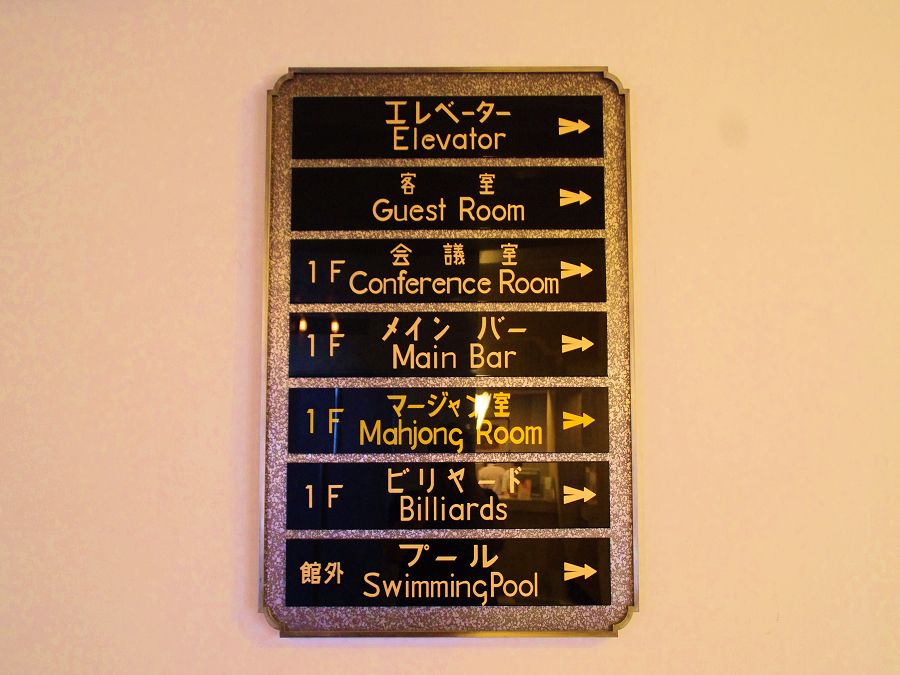 エレベーター
Elevator
客室
Guest Room
会議室
1F Conference Room
メインバー
1F Main Bar
マージャン室
1F Mahjong Room
ビリヤード
1F Billiards
プール
館外 Swimming Pool